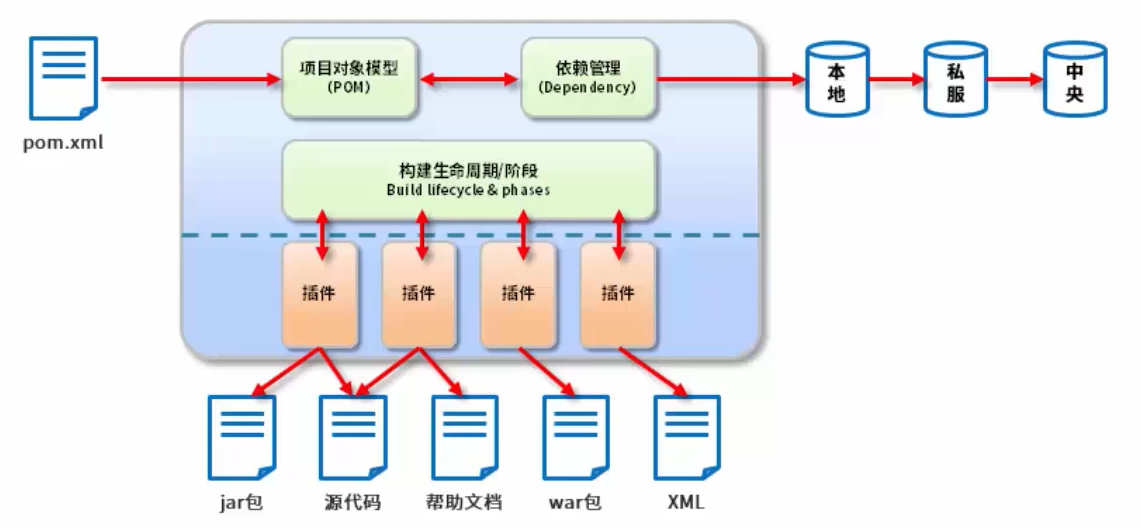 pom.xml
项目对象模型
(POM)
依赖管理
(Dependency)
本
地
私
服
中
央
构建生命周期/阶段
Build lifecycle & phases
插件
插件
插件
插件
jar包
源代码
帮助文档
war包
XML